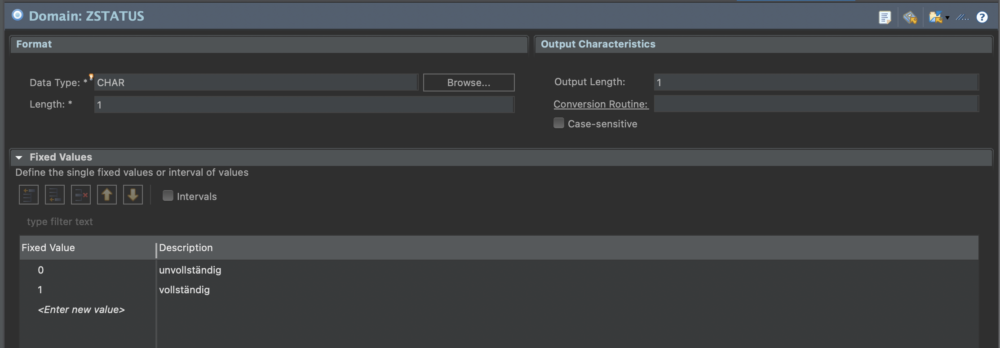 Domain: ZSTATUS
Format
Data Type: * CHAR Browse...
Length: * 1
Output Characteristics
Output Length: 1
Conversion Routine:
Case-sensitive
Fixed Values
Define the single fixed values or interval of values
Intervals
type filter text
Fixed Value Description
0 unvollständig
1 vollständig
<Enter new value>